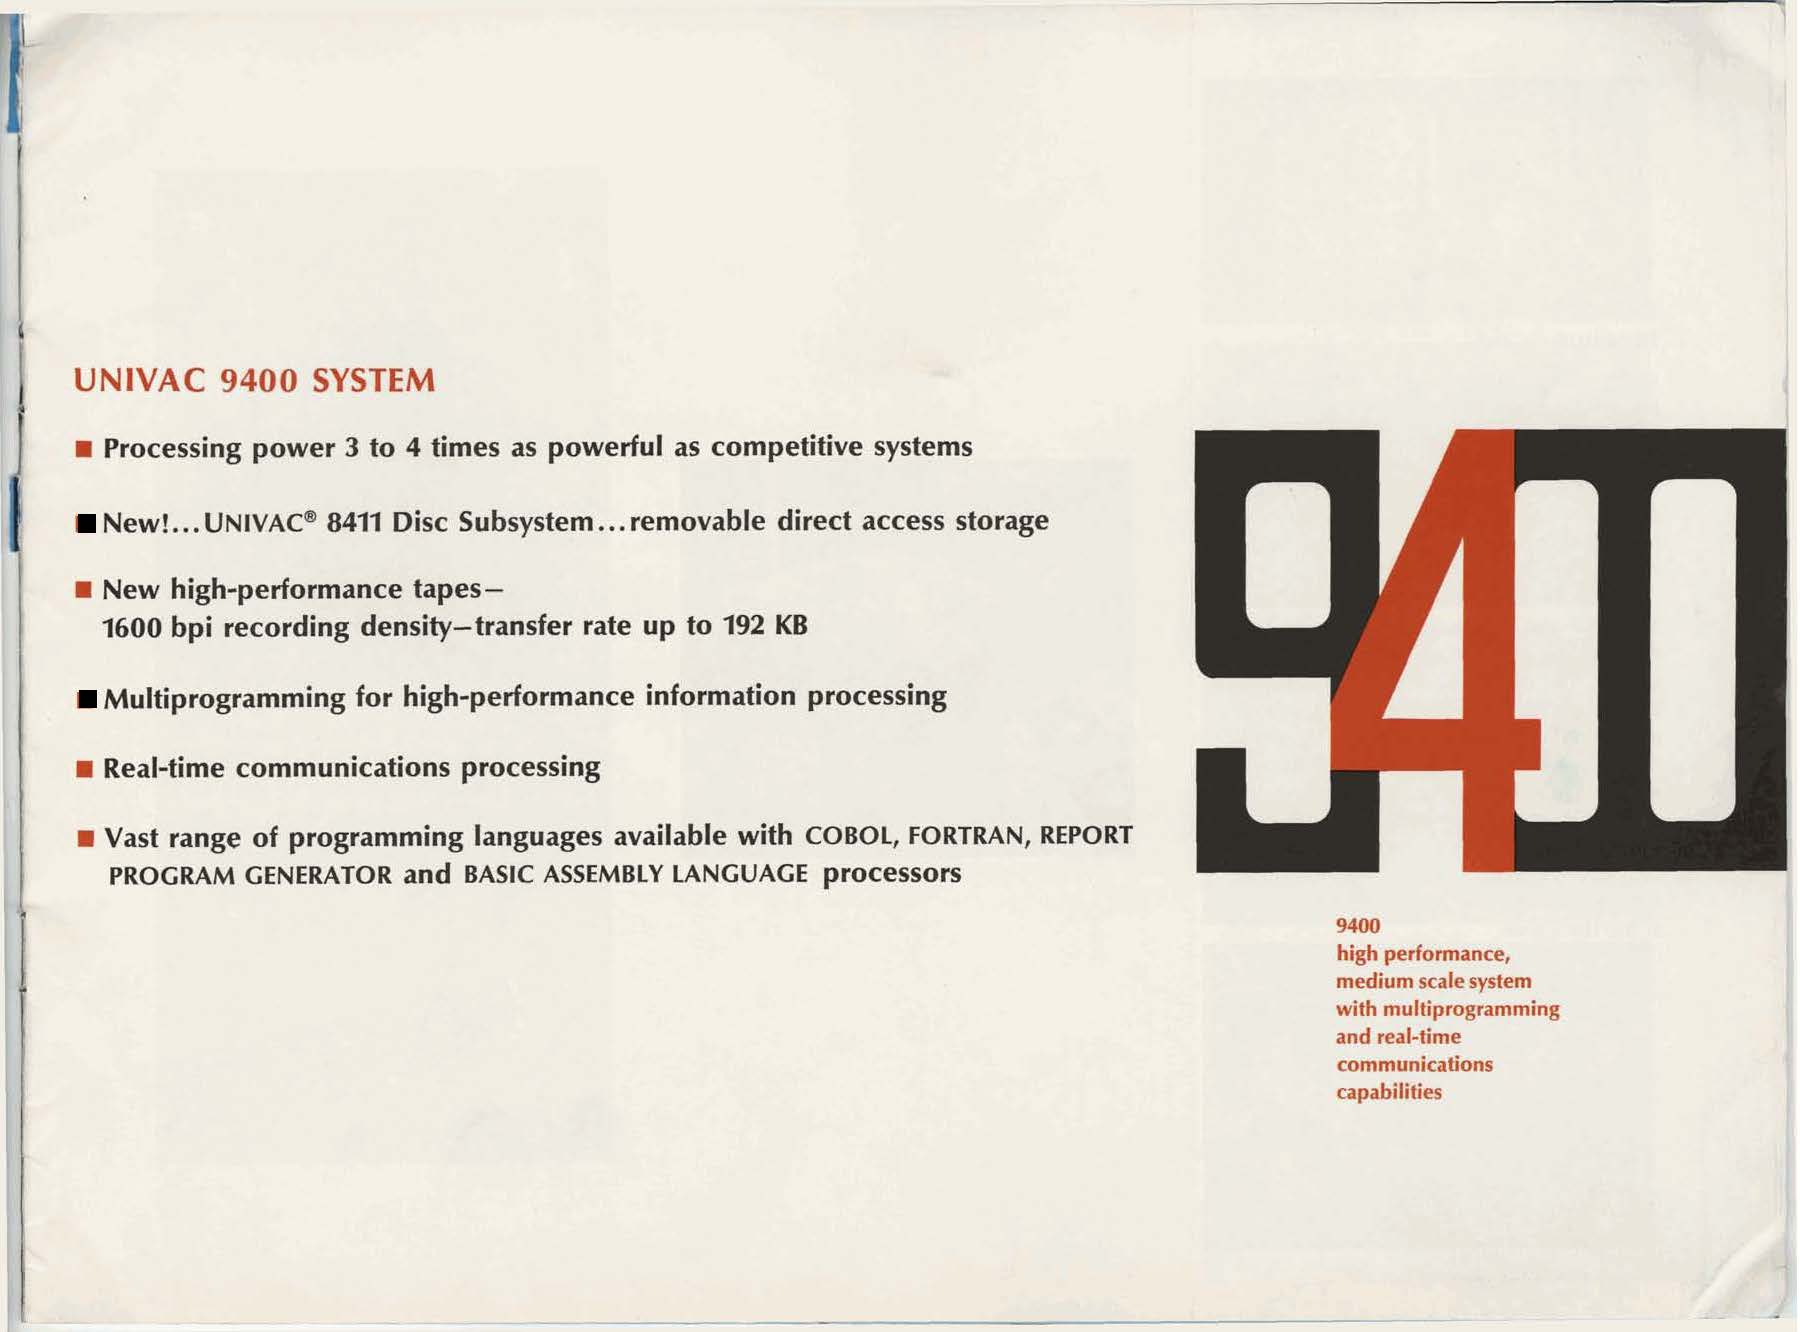 UNIVAC 9400 SYSTEM
■ Processing power 3 to 4 times as powerful as competitive systems
■ New!...UNIVAC® 8411 Disc Subsystem...removable direct access storage
■ New high-performance tapes—
1600 bpi recording density—transfer rate up to 192 KB
■ Multiprogramming for high-performance information processing
■ Real-time communications processing
■ Vast range of programming languages available with COBOL, FORTRAN, REPORT
PROGRAM GENERATOR and BASIC ASSEMBLY LANGUAGE processors
9400
9400
high performance,
medium scale system
with multiprogramming
and real-time
communications
capabilities